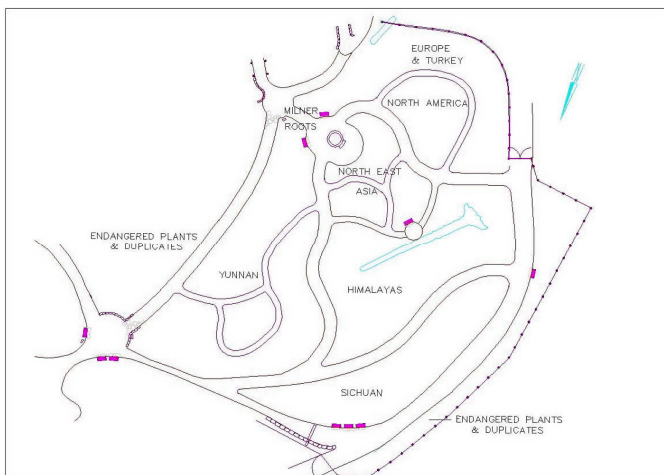 EUROPE
& TURKEY
NORTH AMERICA
MILNER
ROOTS
NORTH EAST
ASIA
ENDANGERED PLANTS
& DUPLICATES
YUNNAN
HIMALAYAS
SICHUAN
ENDANGERED PLANTS
& DUPLICATES